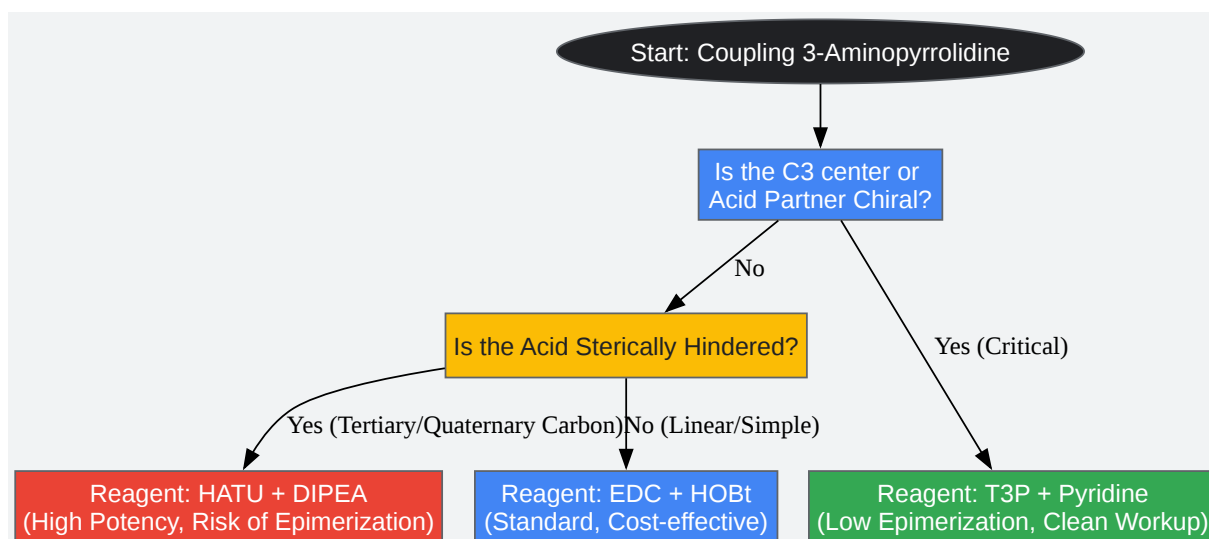 Start: Coupling 3-Aminopyrrolidine
Is the C3 center or
Acid Partner Chiral?
No
Is the Acid Sterically Hindered?
Yes (Critical)
Yes (Tertiary/Quaternary Carbon)
No (Linear/Simple)
Reagent: HATU + DIPEA
(High Potency, Risk of Epimerization)
Reagent: EDC + HOBt
(Standard, Cost-effective)
Reagent: T3P + Pyridine
(Low Epimerization, Clean Workup)